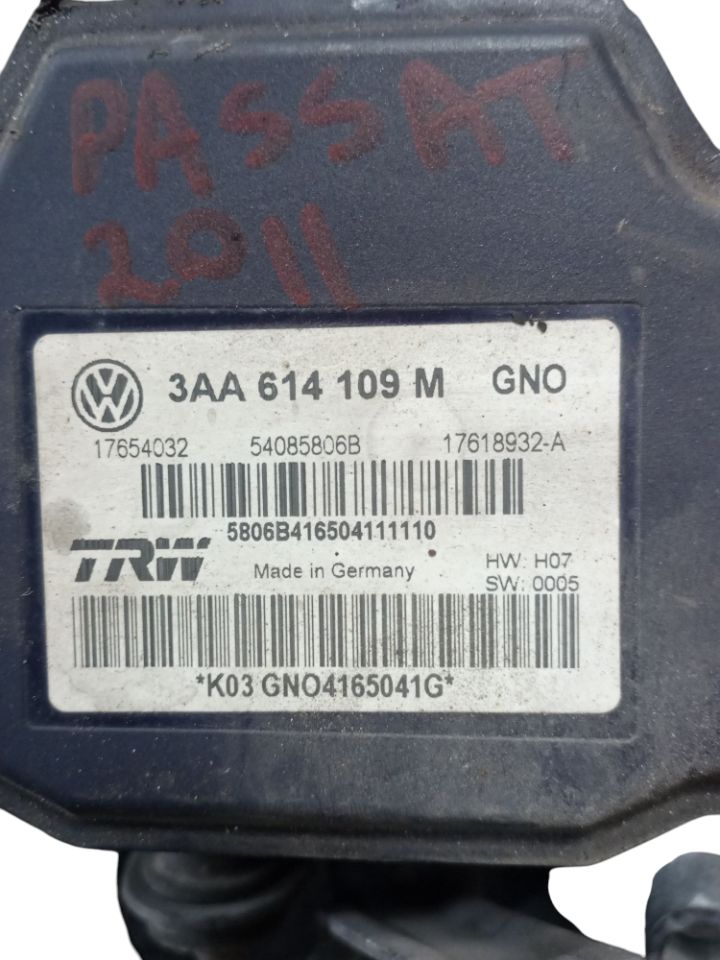 PASSAT
2011
VW
3AA 614 109 M GNO
17654032 54085806B 17618932-A
5806B416504111110
TRW Made in Germany HW: H07
SW: 0005
*K03 GNO4165041G*